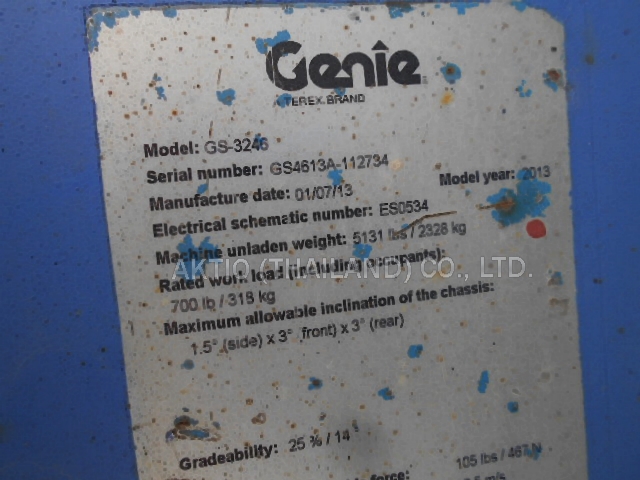 Genie
A TEREX BRAND
Model: GS-3246
Serial number: GS4613A-112734
Manufacture date: 01/07/13 Model year: 2013
Electrical schematic number: ES0534
Machine unladen weight: 5131 lbs / 2328 kg
Rated work load (including occupants):
AKTIO (THAILAND) CO., LTD.
700 lb / 318 kg
Maximum allowable inclination of the chassis:
1.5° (side) x 3° front) x 3° (rear)
Gradeability: 25 % / 14°
force: 105 lbs / 467 N
m/s